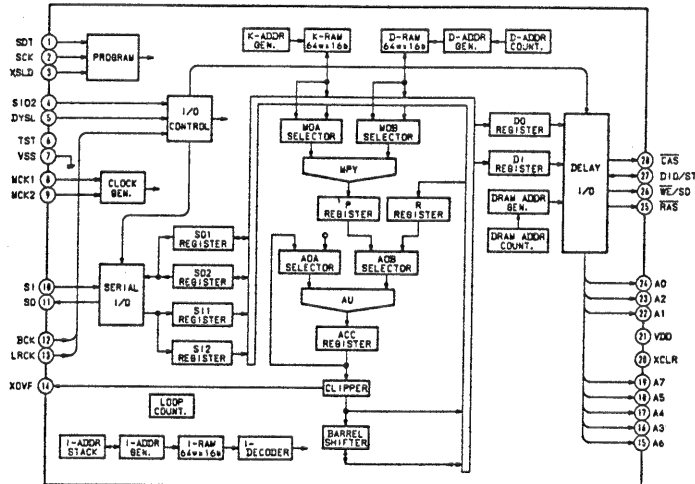 SDT 1
SCK 2
XSLD 3
PROGRAM
K-ADDR
GEN.
K-RAM
64w×16b
D-RAM
64w×16b
D-ADDR
GEN.
D-ADDR
COUNT.
SIO2 4
DYSL 5
TST 6
VSS 7
MCK1 8
MCK2 9
I/O
CONTROL
CLOCK
GEN.
MOA
SELECTOR
MOB
SELECTOR
MPY
P
REGISTER
R
REGISTER
AOA
SELECTOR
AOB
SELECTOR
AU
ACC
REGISTER
CLIPPER
BARREL
SHIFTER
DO
REGISTER
DI
REGISTER
DRAM ADDR
GEN.
DRAM ADDR
COUNT.
DELAY
I/O
28 CAS
27 DIO/ST
26 WE/SO
25 RAS
SO1
REGISTER
SO2
REGISTER
SI1
REGISTER
SI2
REGISTER
SERIAL
I/O
SI 10
SO 11
BCK 12
LRCK 13
XOVF 14
24 A0
23 A2
22 A1
21 VDD
20 XCLR
19 A7
18 A5
17 A4
16 A3
15 A6
LOOP
COUNT.
I-ADDR
STACK
I-ADDR
GEN.
I-RAM
64w×16b
I-
DECODER